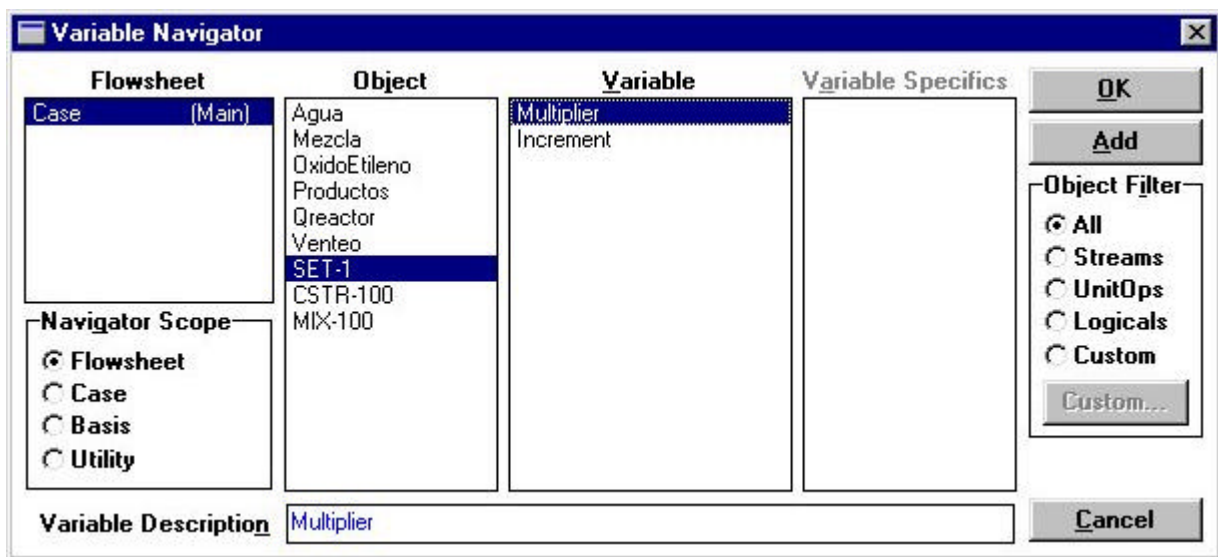 Variable Navigator
Flowsheet
Case (Main)
Navigator Scope
Flowsheet
Case
Basis
Utility
Object
Agua
Mezcla
OxidoEtileno
Productos
Qreactor
Venteo
SET-1
CSTR-100
MIX-100
Variable
Multiplier
Increment
Variable Specifics
OK
Add
Object Filter
All
Streams
UnitOps
Logicals
Custom
Custom...
Variable Description Multiplier
Cancel